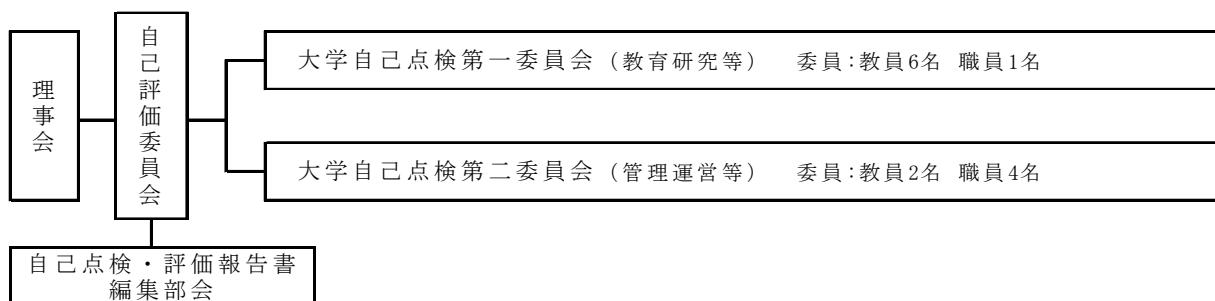 理事会
自己評価委員会
大学自己点検第一委員会（教育研究等） 委員：教員6名 職員1名
大学自己点検第二委員会（管理運営等） 委員：教員2名 職員4名
自己点検・評価報告書
編集部会